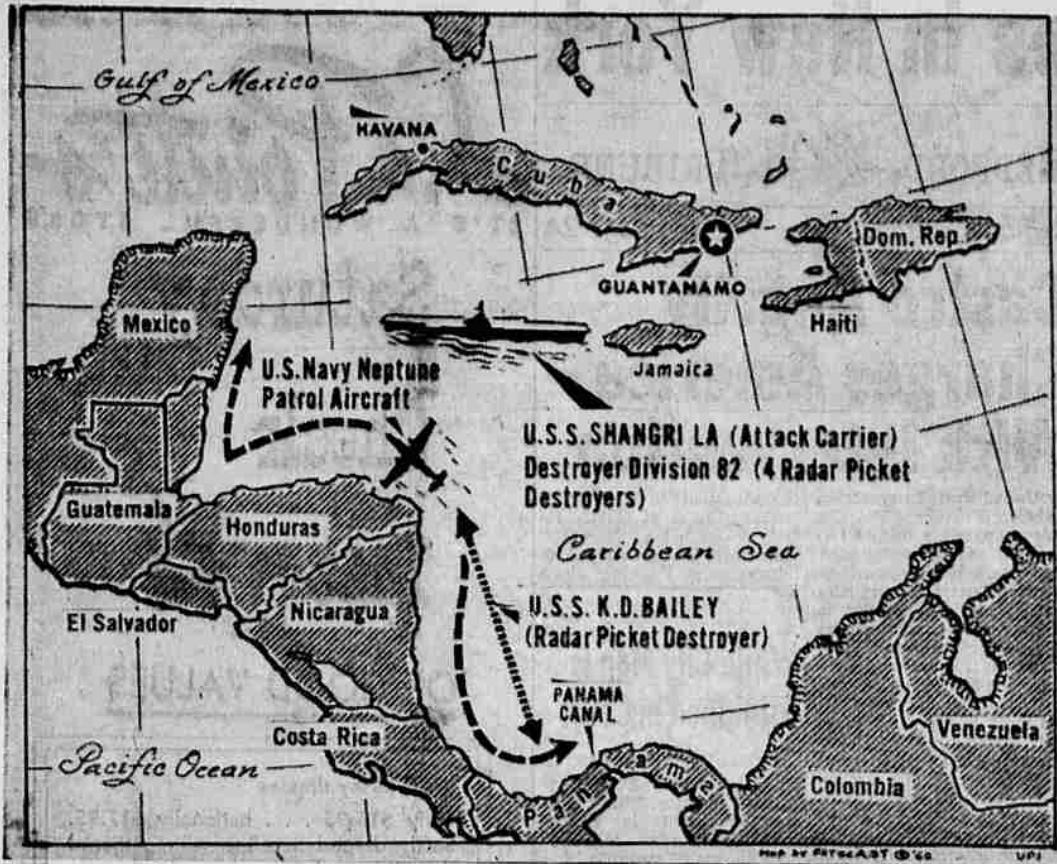 Gulf of Mexico
HAVANA
Cuba
GUANTANAMO
Dom. Rep.
Haiti
Jamaica
Mexico
U.S. Navy Neptune
Patrol Aircraft
U.S.S. SHANGRI LA (Attack Carrier)
Destroyer Division 82 (4 Radar Picket
Destroyers)
Guatemala
Honduras
Caribbean Sea
El Salvador
Nicaragua
U.S.S. K.D. BAILEY
(Radar Picket Destroyer)
PANAMA
CANAL
Costa Rica
Pacific Ocean
Panama
Colombia
Venezuela
VALUES
UPI